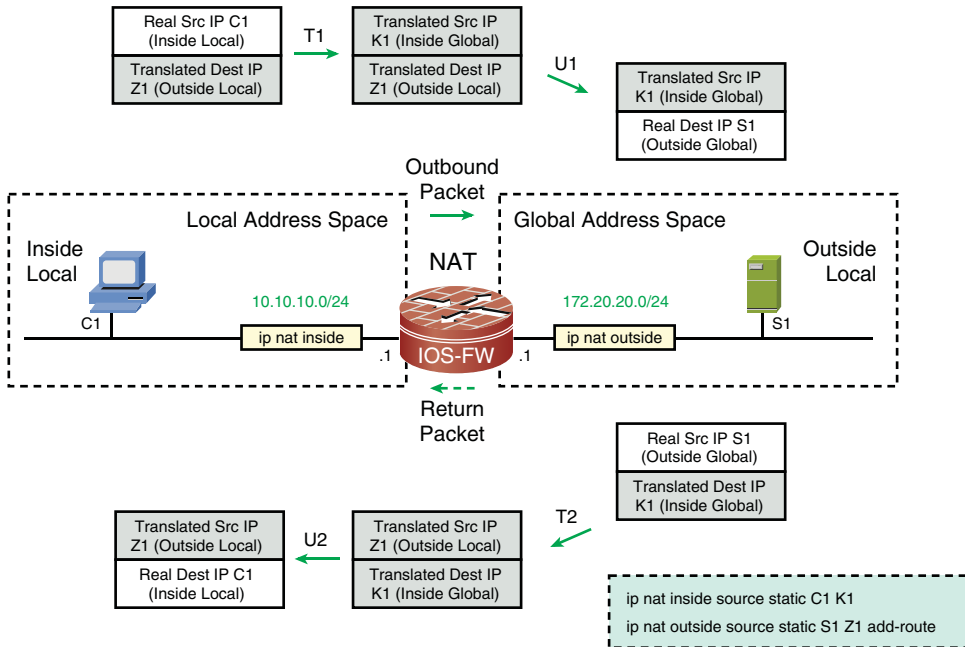 Real Src IP C1
(Inside Local)
Translated Dest IP
Z1 (Outside Local)
T1
Translated Src IP
K1 (Inside Global)
Translated Dest IP
Z1 (Outside Local)
U1
Translated Src IP
K1 (Inside Global)
Real Dest IP S1
(Outside Global)
Outbound
Packet
Local Address Space
Global Address Space
Inside
Local
NAT
Outside
Local
10.10.10.0/24
172.20.20.0/24
C1
S1
ip nat inside
.1
IOS-FW
.1
ip nat outside
Return
Packet
Real Src IP S1
(Outside Global)
Translated Dest IP
K1 (Inside Global)
T2
Translated Src IP
Z1 (Outside Local)
Translated Dest IP
K1 (Inside Global)
U2
Translated Src IP
Z1 (Outside Local)
Real Dest IP C1
(Inside Local)
ip nat inside source static C1 K1
ip nat outside source static S1 Z1 add-route